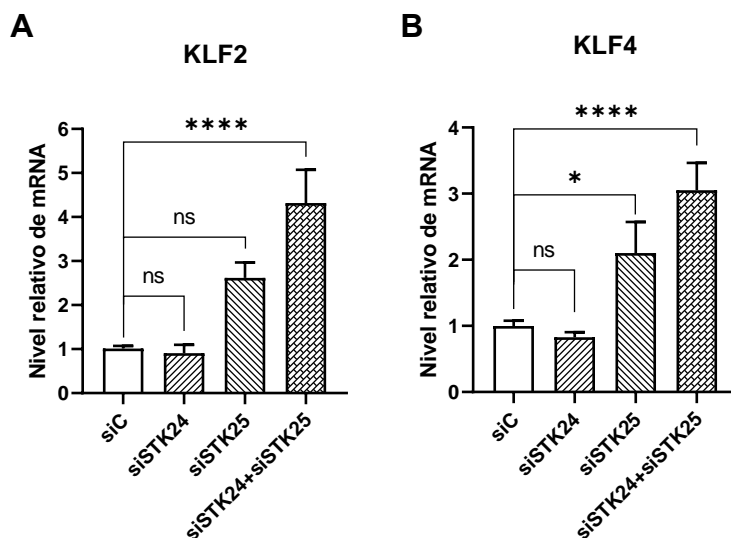 A
KLF2
Nivel relativo de mRNA
6
5
4
3
2
1
0
****
ns
ns
siC
siSTK24
siSTK25
siSTK24+siSTK25
B
KLF4
Nivel relativo de mRNA
4
3
2
1
0
****
*
ns
siC
siSTK24
siSTK25
siSTK24+siSTK25